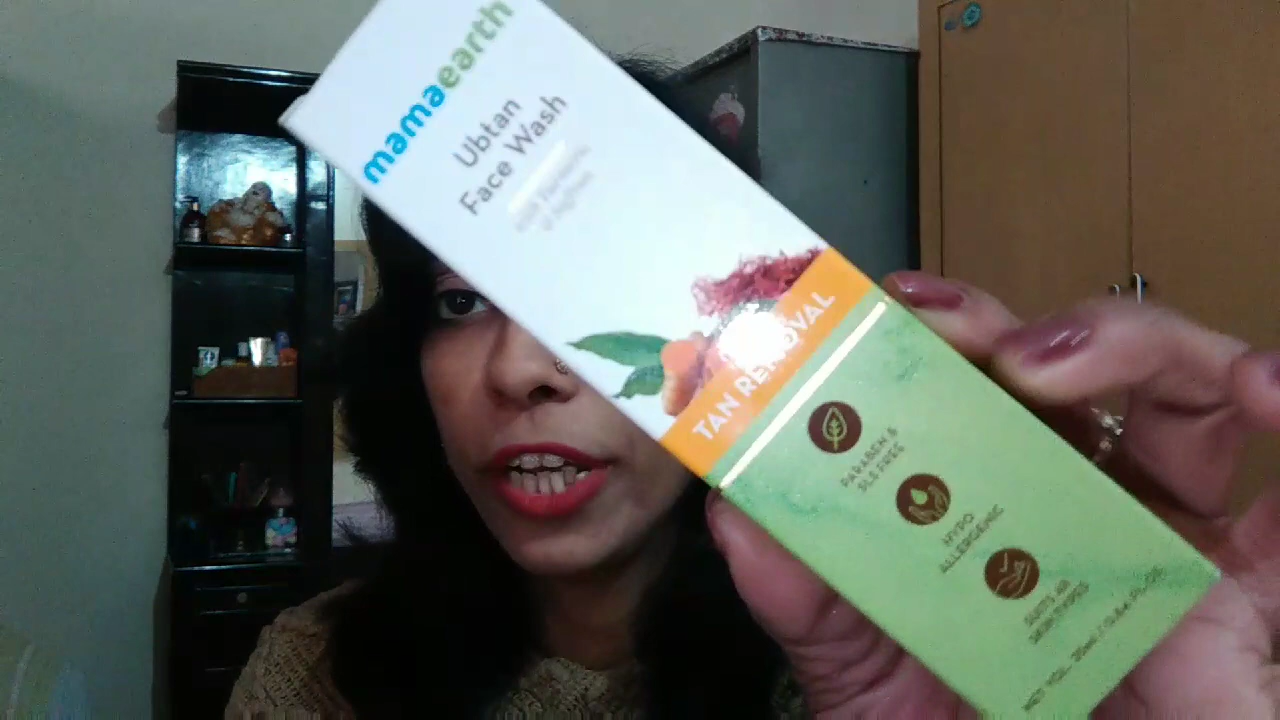 mamaearth
Ubtan
Face Wash
TAN REMOVAL
PARABEN &
SLS FREE
HYPO
ALLERGENIC
SUITS All
SKIN TYPES